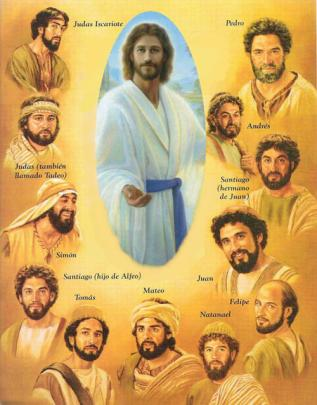 Judas Iscariote
Pedro
Andrés
Judas (también
llamado Tadeo)
Santiago
(hermano
de Juan)
Simón
Santiago (hijo de Alfeo)
Juan
Tomás
Mateo
Felipe
Natanael